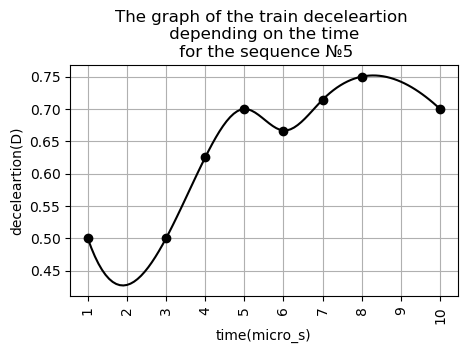 The graph of the train deceleartion
depending on the time
for the sequence №5
0.75
0.70
0.65
0.60
0.55
0.50
0.45
deceleartion(D)
1 2 3 4 5 6 7 8 9 10
time(micro_s)